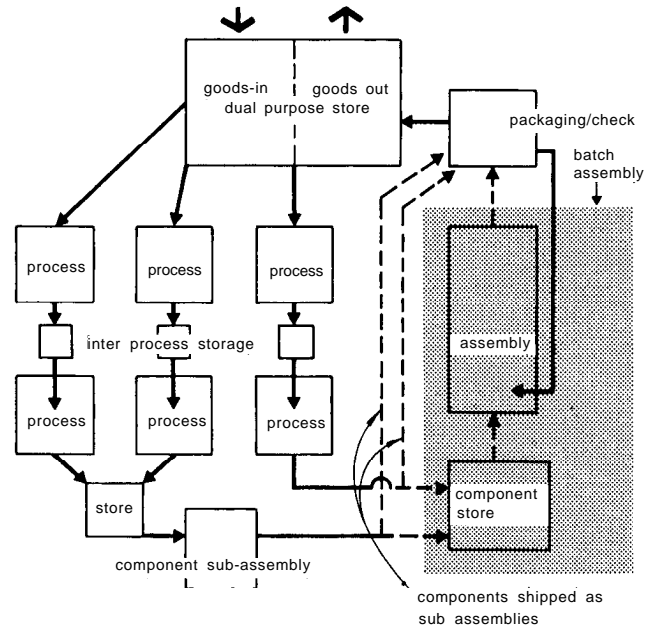 goods-in goods out
dual purpose store
packaging/check
batch
assembly
process process process
inter process storage
assembly
process process process
store
component
store
component sub-assembly
components shipped as
sub assemblies